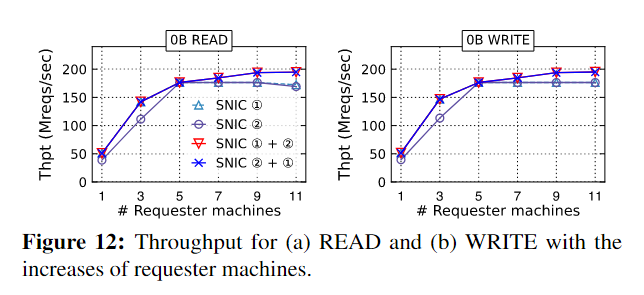 0B READ
Thpt (Mreqs/sec)
200
150
100
50
0
SNIC ①
SNIC ②
SNIC ① + ②
SNIC ② + ①
1 3 5 7 9 11
# Requester machines
0B WRITE
Thpt (Mreqs/sec)
200
150
100
50
0
1 3 5 7 9 11
# Requester machines
Figure 12: Throughput for (a) READ and (b) WRITE with the
increases of requester machines.